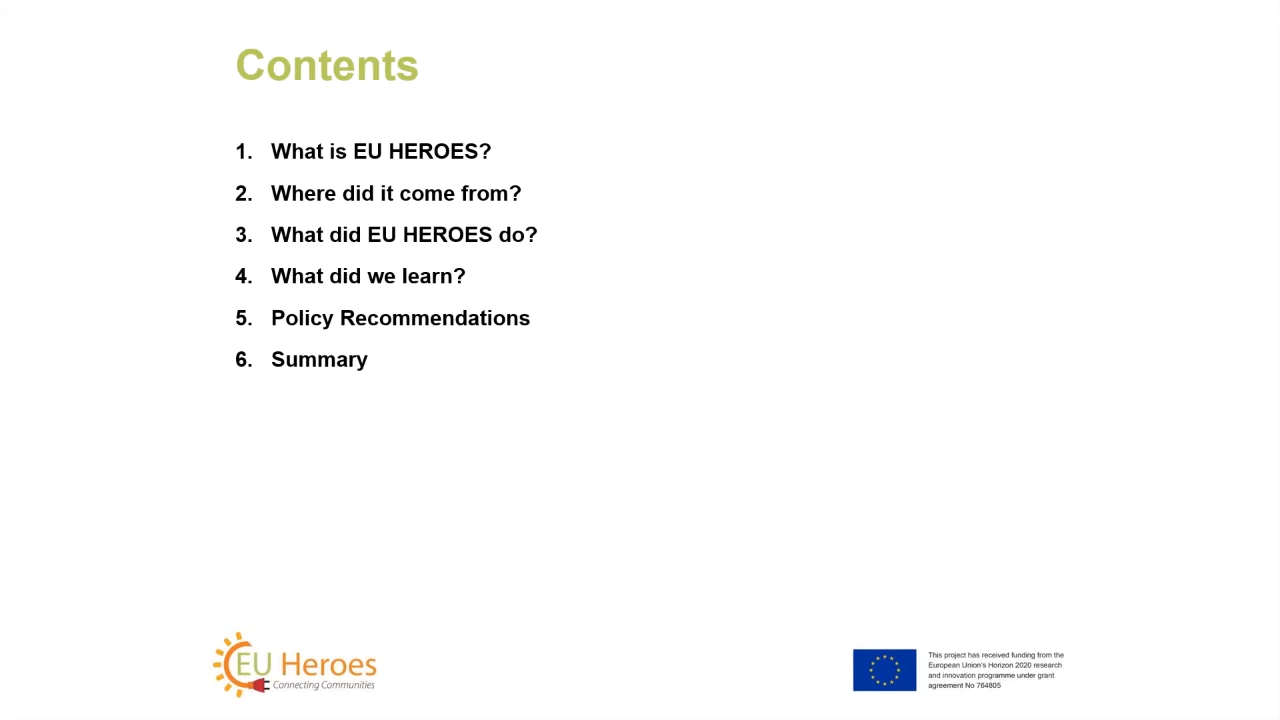 Contents
1. What is EU HEROES?
2. Where did it come from?
3. What did EU HEROES do?
4. What did we learn?
5. Policy Recommendations
6. Summary
EU Heroes
Connecting Communities
This project has received funding from the
European Union's Horizon 2020 research
and innovation programme under grant
agreement No 764805